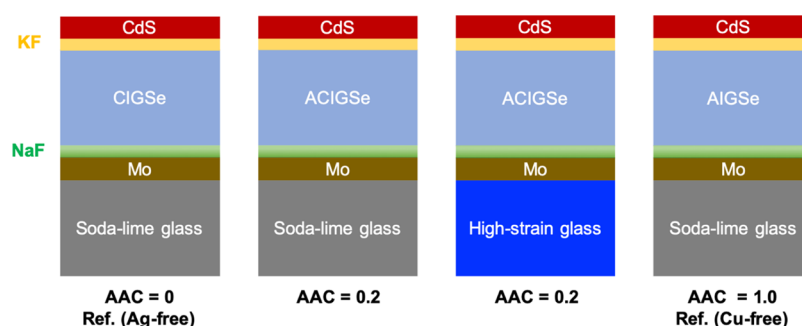 CdS CdS CdS CdS
KF
CIGSe ACIGSe ACIGSe AIGSe
NaF
Mo Mo Mo Mo
Soda-lime glass Soda-lime glass High-strain glass Soda-lime glass
AAC = 0 AAC = 0.2 AAC = 0.2 AAC = 1.0
Ref. (Ag-free) Ref. (Cu-free)